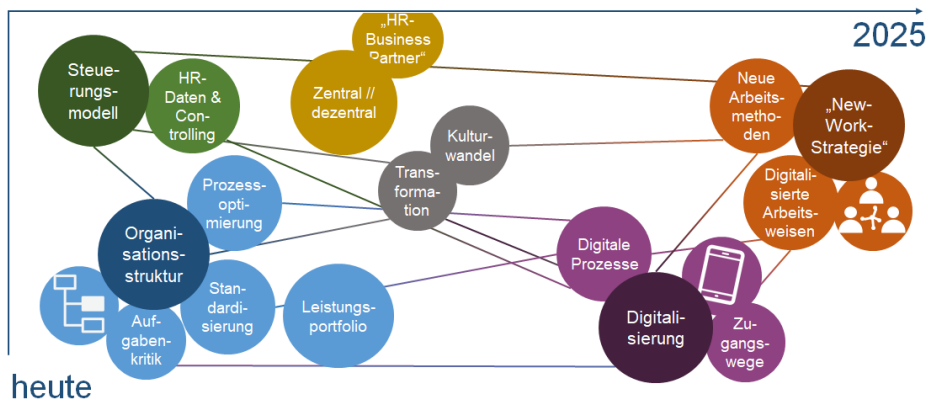 2025
„HR-
Business
Partner“
Steue-
rungs-
modell
HR-
Daten &
Con-
trolling
Zentral //
dezentral
Neue
Arbeits-
metho-
den
„New-
Work-
Strategie“
Kultur-
wandel
Trans-
forma-
tion
Prozess-
opti-
mierung
Digitali-
sierte
Arbeits-
weisen
Organi-
sations-
struktur
Digitale
Prozesse
Stan-
dardi-
sierung
Leistungs-
portfolio
Digitali-
sierung
Auf-
gaben-
kritik
Zu-
gangs-
wege
heute